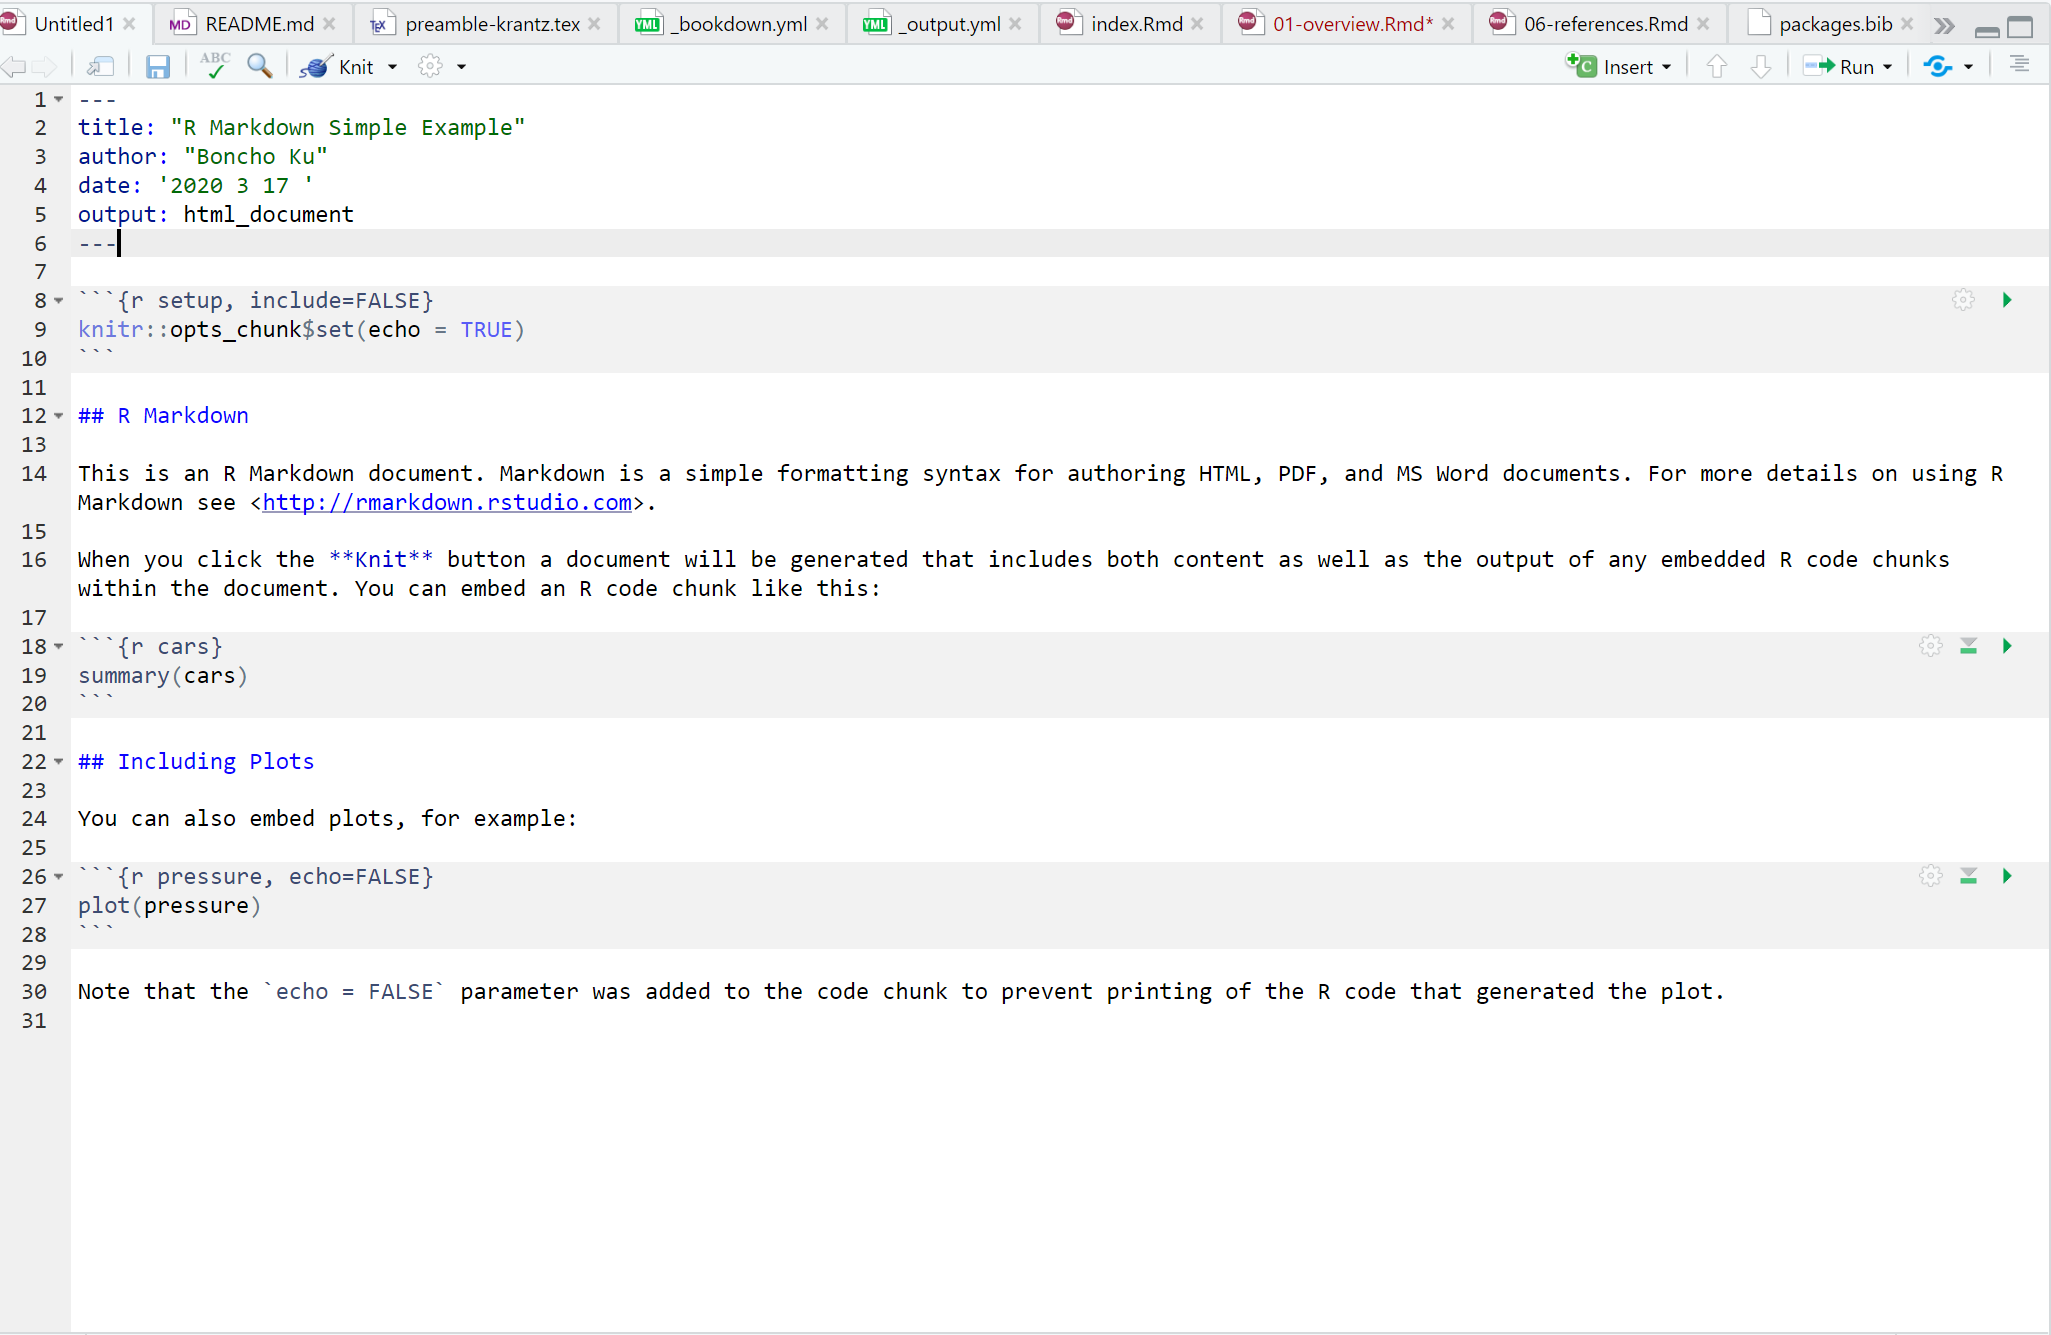 Untitled1 README.md preamble-krantz.tex _bookdown.yml _output.yml index.Rmd 01-overview.Rmd* 06-references.Rmd packages.bib
ABC Knit Insert Run
1 ---
2 title: "R Markdown Simple Example"
3 author: "Boncho Ku"
4 date: '2020 3 17 '
5 output: html_document
6 ---
7
8 ```{r setup, include=FALSE}
9 knitr::opts_chunk$set(echo = TRUE)
10 ```
11
12 ## R Markdown
13
14 This is an R Markdown document. Markdown is a simple formatting syntax for authoring HTML, PDF, and MS Word documents. For more details on using R
Markdown see <http://rmarkdown.rstudio.com>.
15
16 When you click the **Knit** button a document will be generated that includes both content as well as the output of any embedded R code chunks
within the document. You can embed an R code chunk like this:
17
18 ```{r cars}
19 summary(cars)
20 ```
21
22 ## Including Plots
23
24 You can also embed plots, for example:
25
26 ```{r pressure, echo=FALSE}
27 plot(pressure)
28 ```
29
30 Note that the `echo = FALSE` parameter was added to the code chunk to prevent printing of the R code that generated the plot.
31